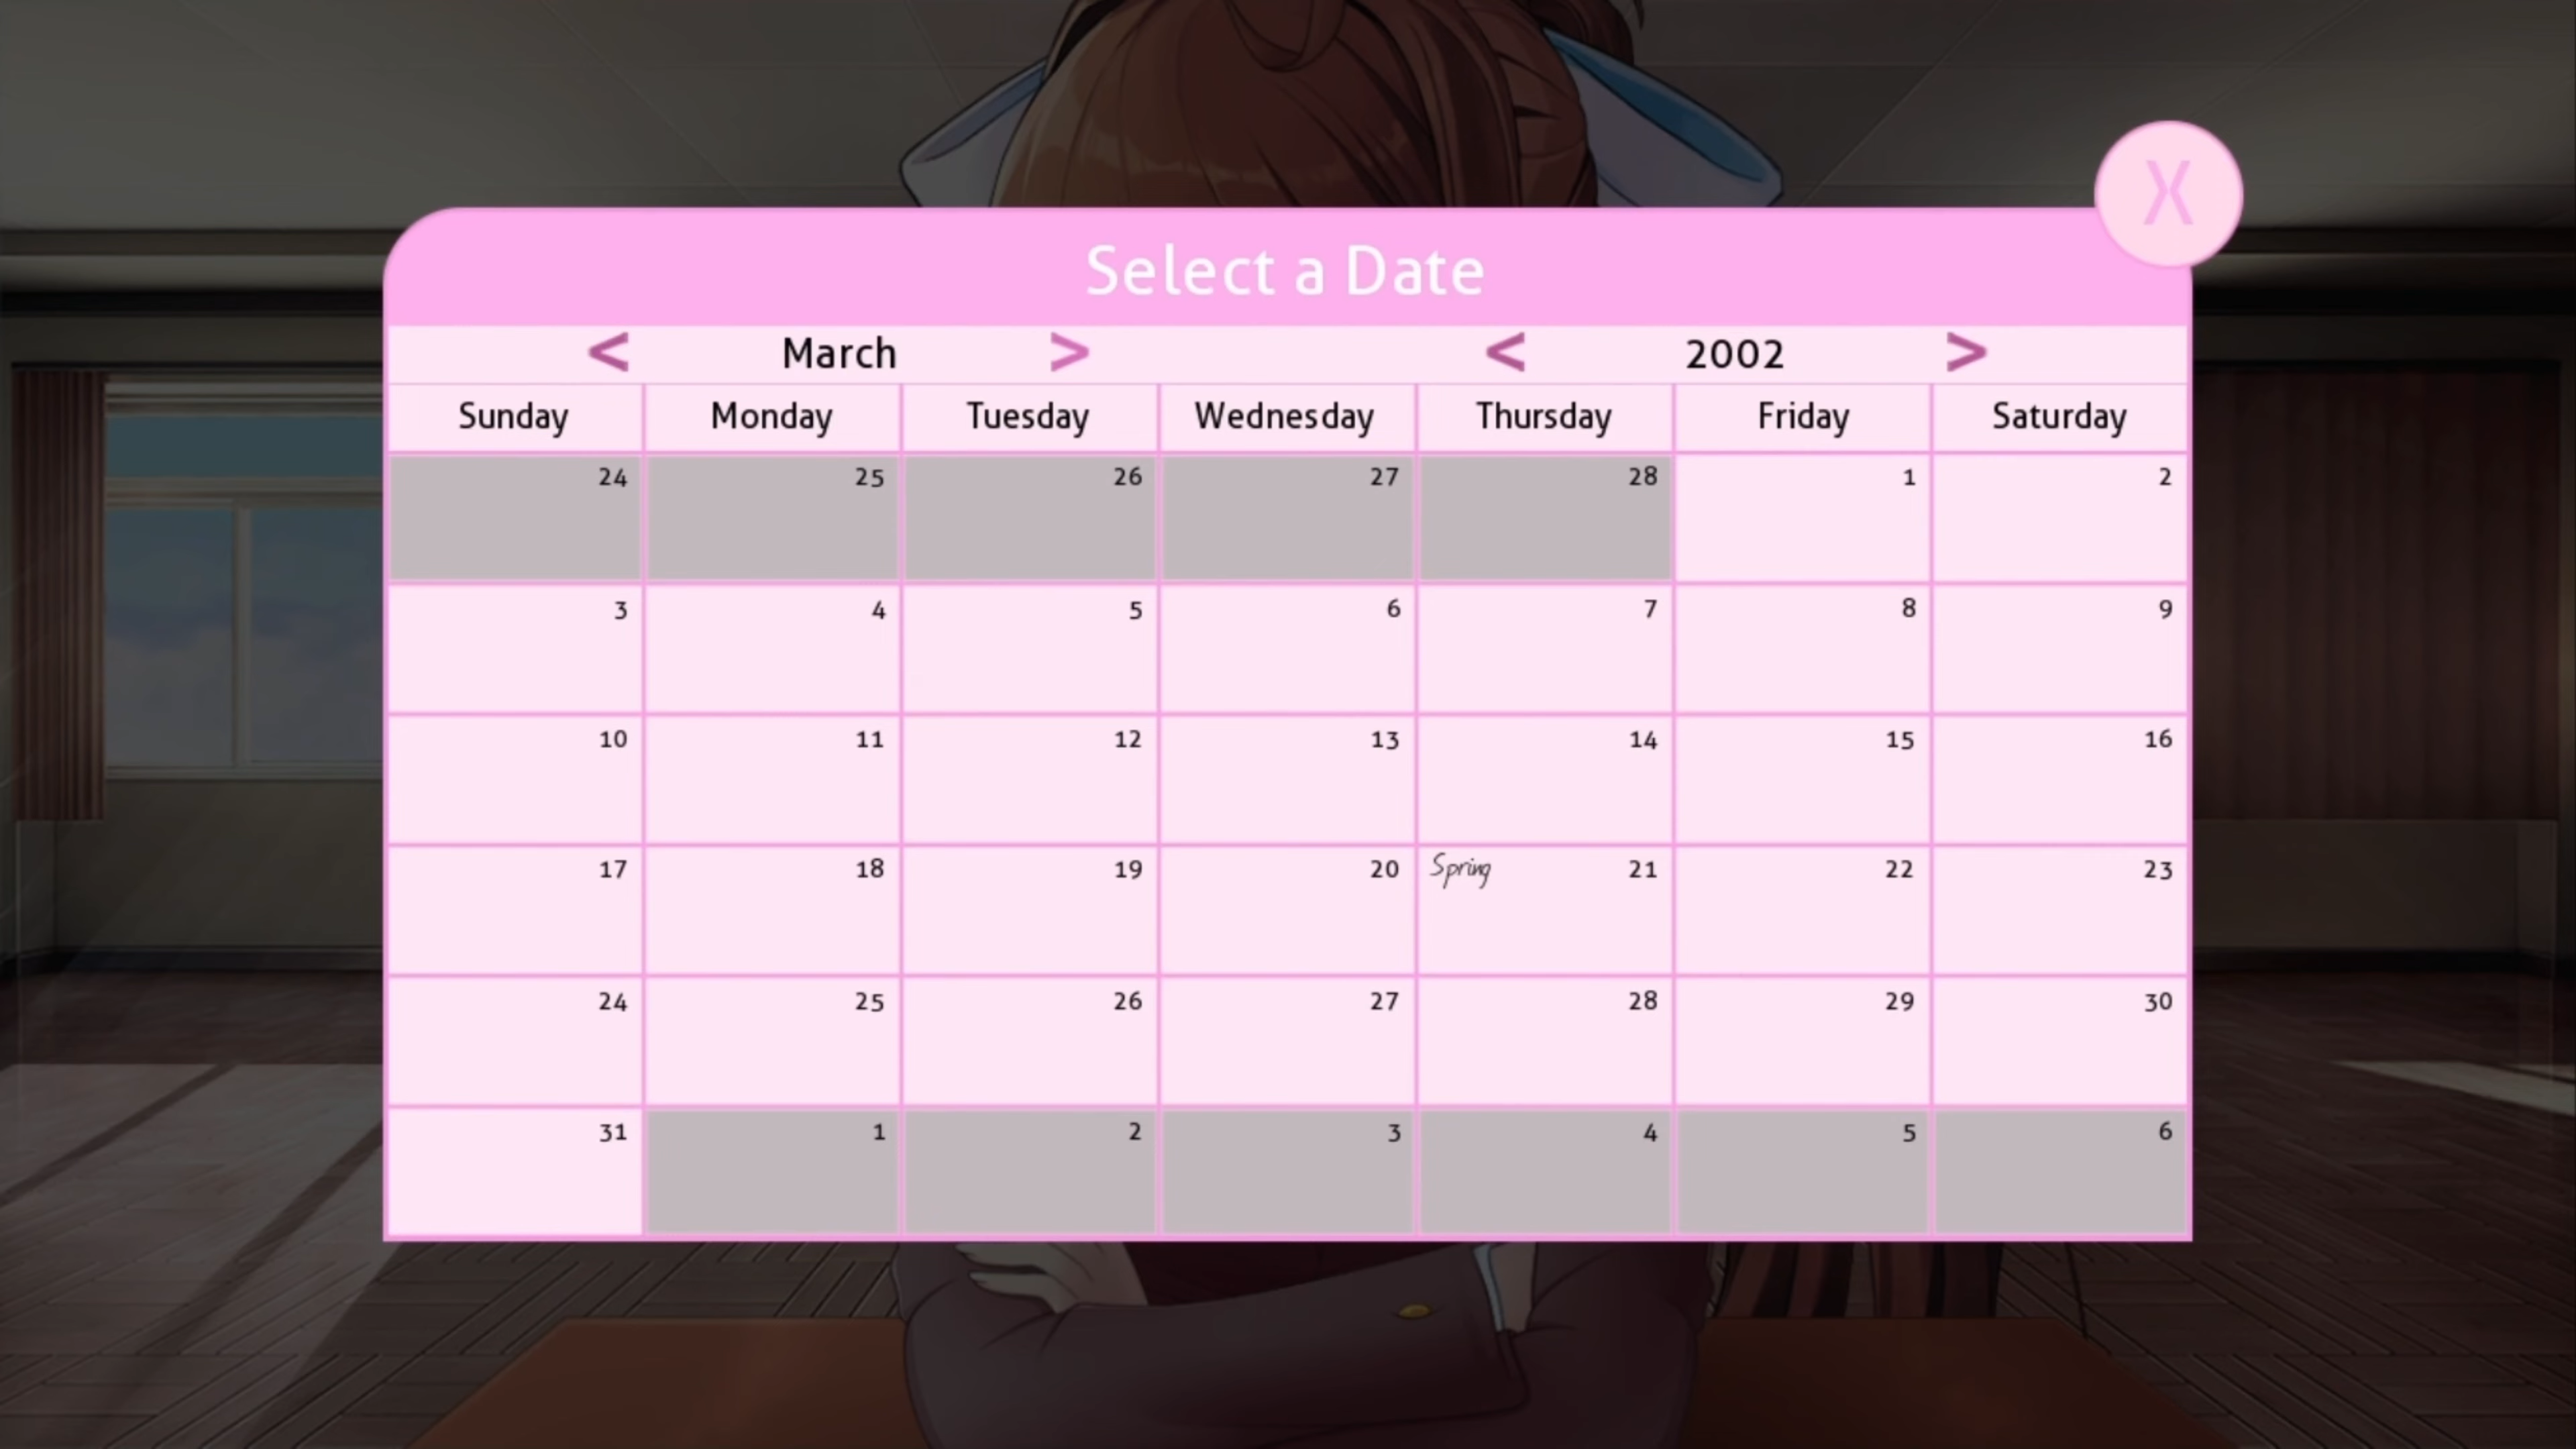 X
Select a Date
< March > < 2002 >
Sunday Monday Tuesday Wednesday Thursday Friday Saturday
24 25 26 27 28 1 2
3 4 5 6 7 8 9
10 11 12 13 14 15 16
17 18 19 20 Spring 21 22 23
24 25 26 27 28 29 30
31 1 2 3 4 5 6